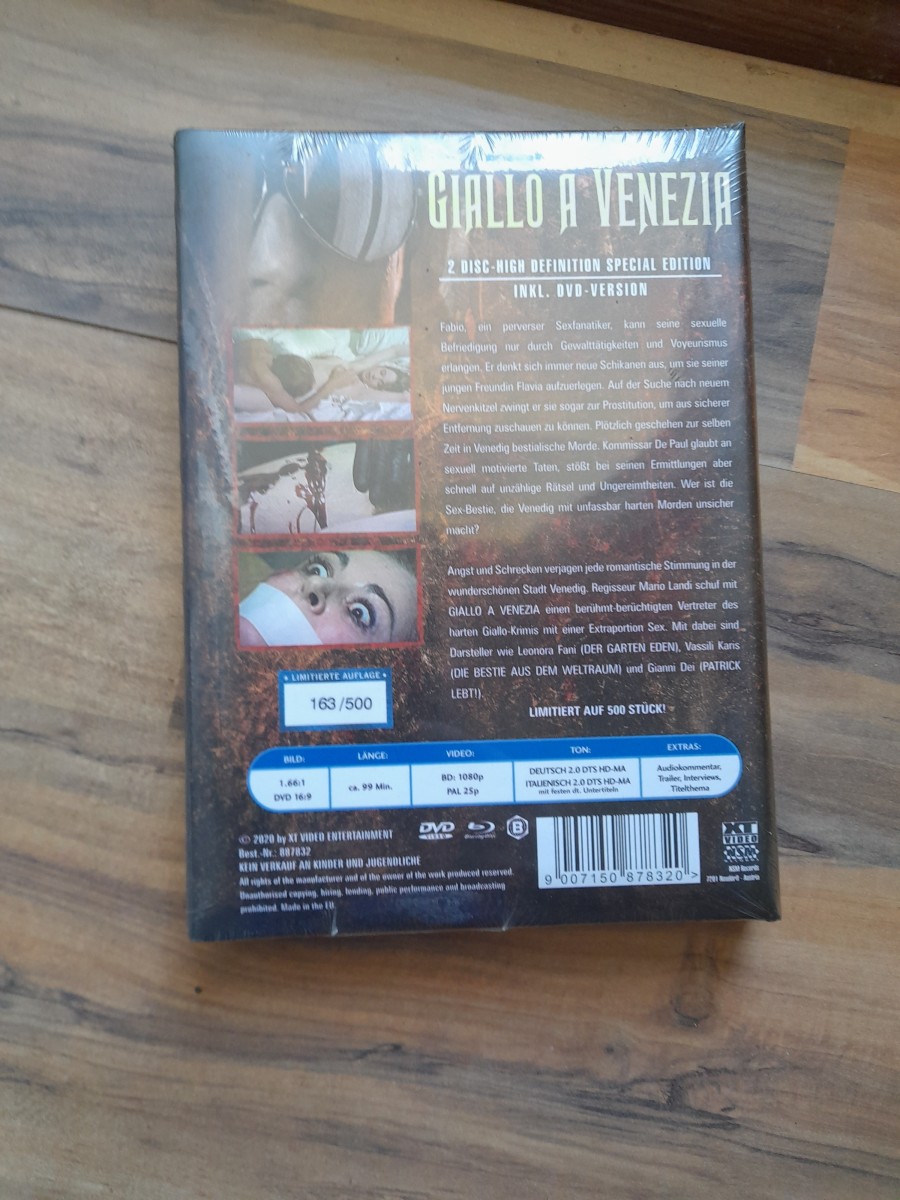 GIALLO A VENEZIA
2 DISC-HIGH DEFINITION SPECIAL EDITION
INKL. DVD-VERSION
Fabio, ein perverser Sexfanatiker, kann seine sexuelle
Befriedigung nur durch Gewalttätigkeiten und Voyeurismus
erlangen. Er denkt sich immer neue Schikanen aus, um sie seiner
jungen Freundin Flavia aufzuerlegen. Auf der Suche nach neuem
Nervenkitzel zwingt er sie sogar zur Prostitution, um aus sicherer
Entfernung zuschauen zu können. Plötzlich geschehen zur selben
Zeit in Venedig bestialische Morde. Kommissar De Paul glaubt an
sexuell motivierte Taten, stößt bei seinen Ermittlungen aber
schnell auf unzählige Rätsel und Ungereimtheiten. Wer ist die
Sex-Bestie, die Venedig mit unfassbar harten Morden unsicher
macht?
Angst und Schrecken verjagen jede romantische Stimmung in der
wunderschönen Stadt Venedig. Regisseur Mario Landi schuf mit
GIALLO A VENEZIA einen berühmt-berüchtigten Vertreter des
harten Giallo-Krimis mit einer Extraportion Sex. Mit dabei sind
Darsteller wie Leonora Fani (DER GARTEN EDEN), Vassili Karis
(DIE BESTIE AUS DEM WELTRAUM) und Gianni Dei (PATRICK
LEBT!).
LIMITIERT AUF 500 STÜCK!
• LIMITIERTE AUFLAGE •
163/500
BILD:
1.66:1
DVD 16:9
LÄNGE:
ca. 99 Min.
VIDEO:
BD: 1080p
PAL 25p
TON:
DEUTSCH 2.0 DTS HD-MA
ITALIENISCH 2.0 DTS HD-MA
mit festen dt. Untertiteln
EXTRAS:
Audiokommentar,
Trailer, Interviews,
Titelthema
© 2020 by XT VIDEO ENTERTAINMENT
Best.-Nr.: 887832
KEIN VERKAUF AN KINDER UND JUGENDLICHE
All rights of the manufacturer and of the owner of the work produced reserved.
Unauthorised copying, hiring, lending, public performance and broadcasting
prohibited. Made in the EU.
DVD
VIDEO
Blu-ray Disc
B
9 007150 878320 >
XT
VIDEO
NSM
NSM Records